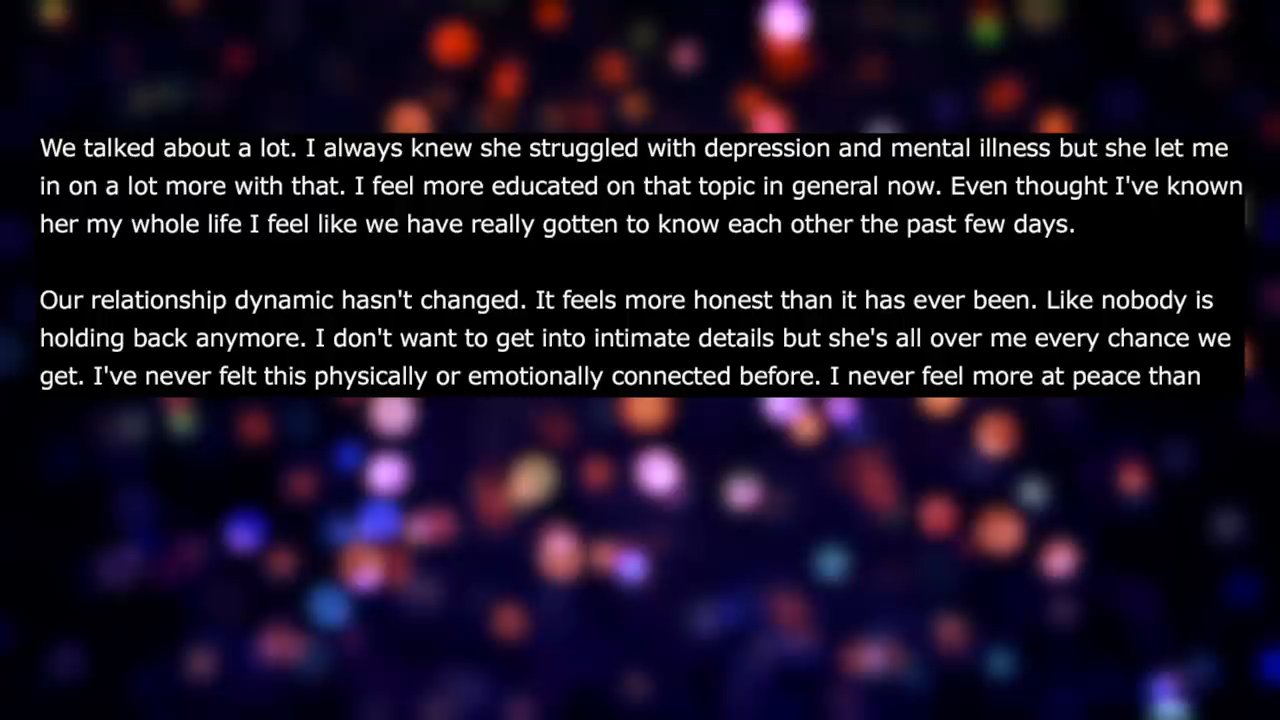 We talked about a lot. I always knew she struggled with depression and mental illness but she let me
in on a lot more with that. I feel more educated on that topic in general now. Even thought I've known
her my whole life I feel like we have really gotten to know each other the past few days.
Our relationship dynamic hasn't changed. It feels more honest than it has ever been. Like nobody is
holding back anymore. I don't want to get into intimate details but she's all over me every chance we
get. I've never felt this physically or emotionally connected before. I never feel more at peace than